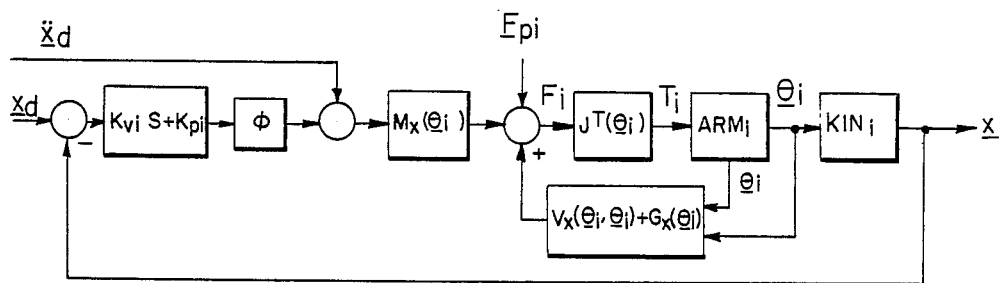 ẍd
Fpi
xd
−
Kvi S+Kpi
Φ
Mx(Θi)
+
Fi
Jᵀ(Θi)
Ti
ARMi
Θi
KINi
x
Θi
Vx(Θi,Θi)+Gx(Θi)